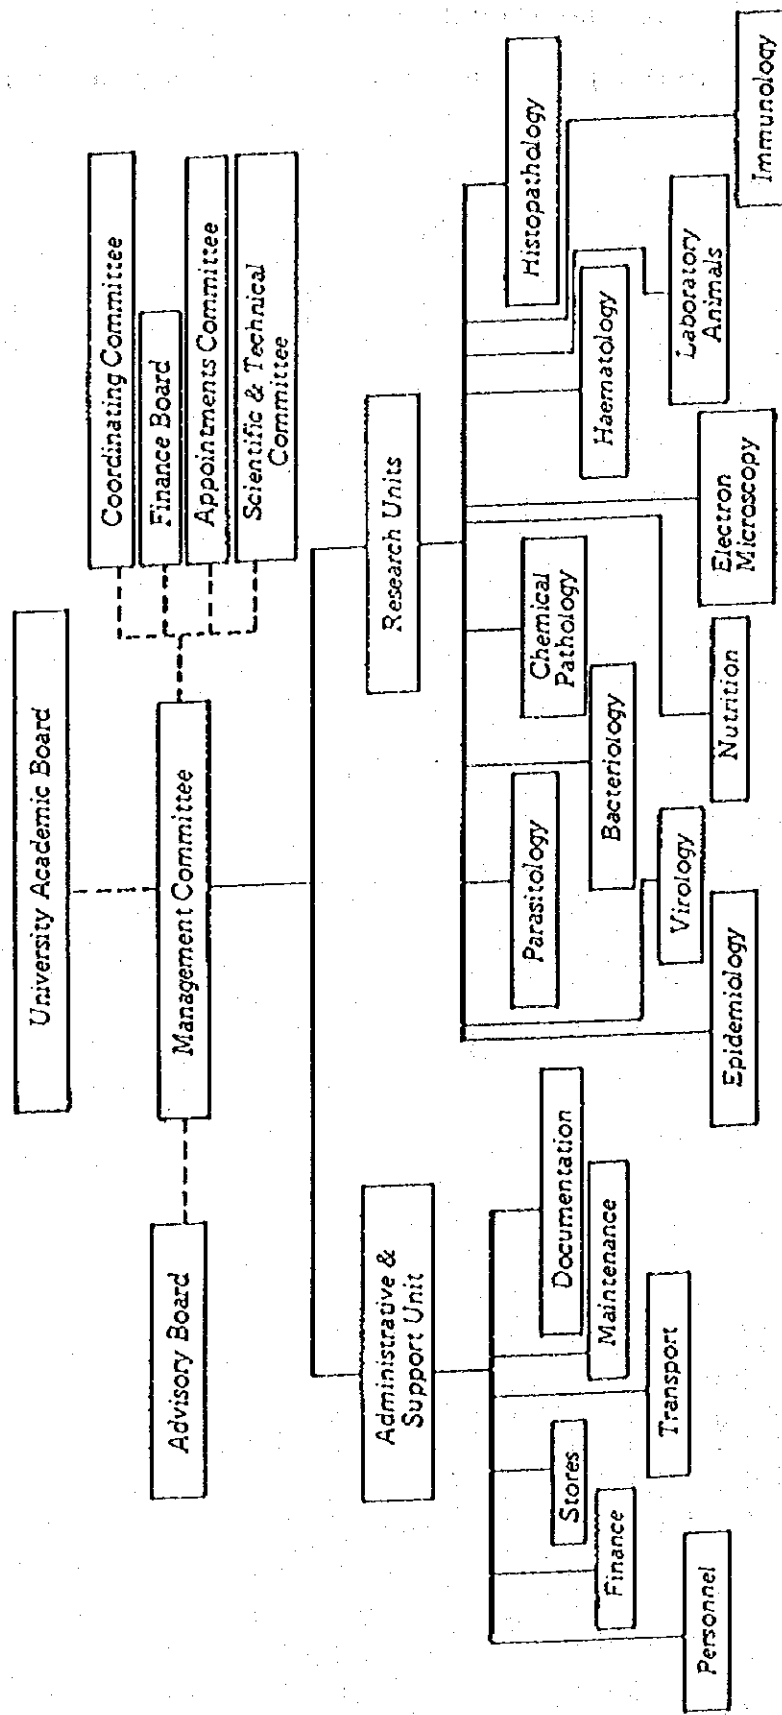 University Academic Board
Coordinating Committee
Finance Board
Appointments Committee
Scientific & Technical
Committee
Advisory Board
Management Committee
Administrative &
Support Unit
Research Units
Personnel
Finance
Stores
Transport
Maintenance
Documentation
Epidemiology
Virology
Parasitology
Bacteriology
Chemical
Pathology
Nutrition
Electron
Microscopy
Haematology
Laboratory
Animals
Histopathology
Immunology